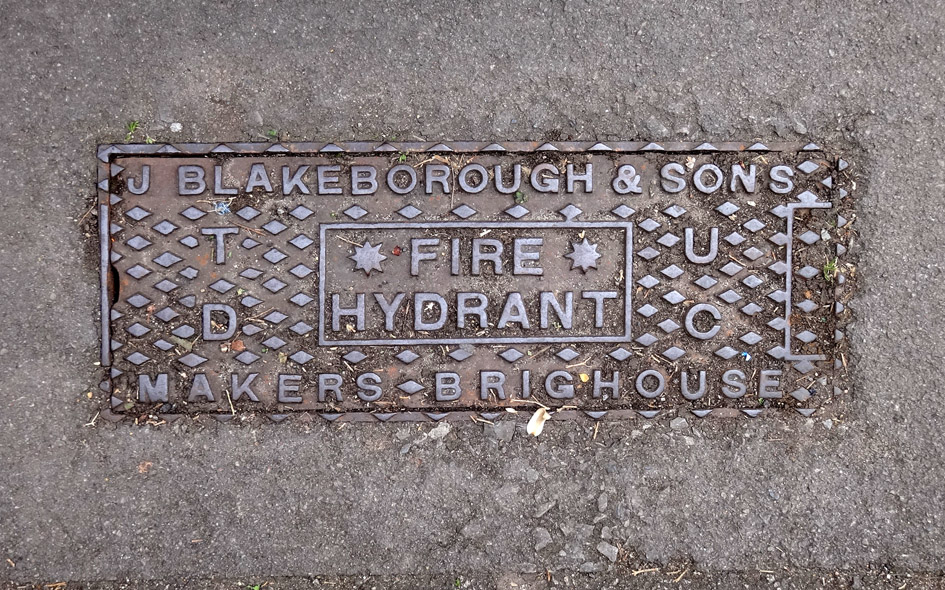 J BLAKEBOROUGH & SONS
T U
FIRE
HYDRANT
D C
MAKERS BRIGHOUSE